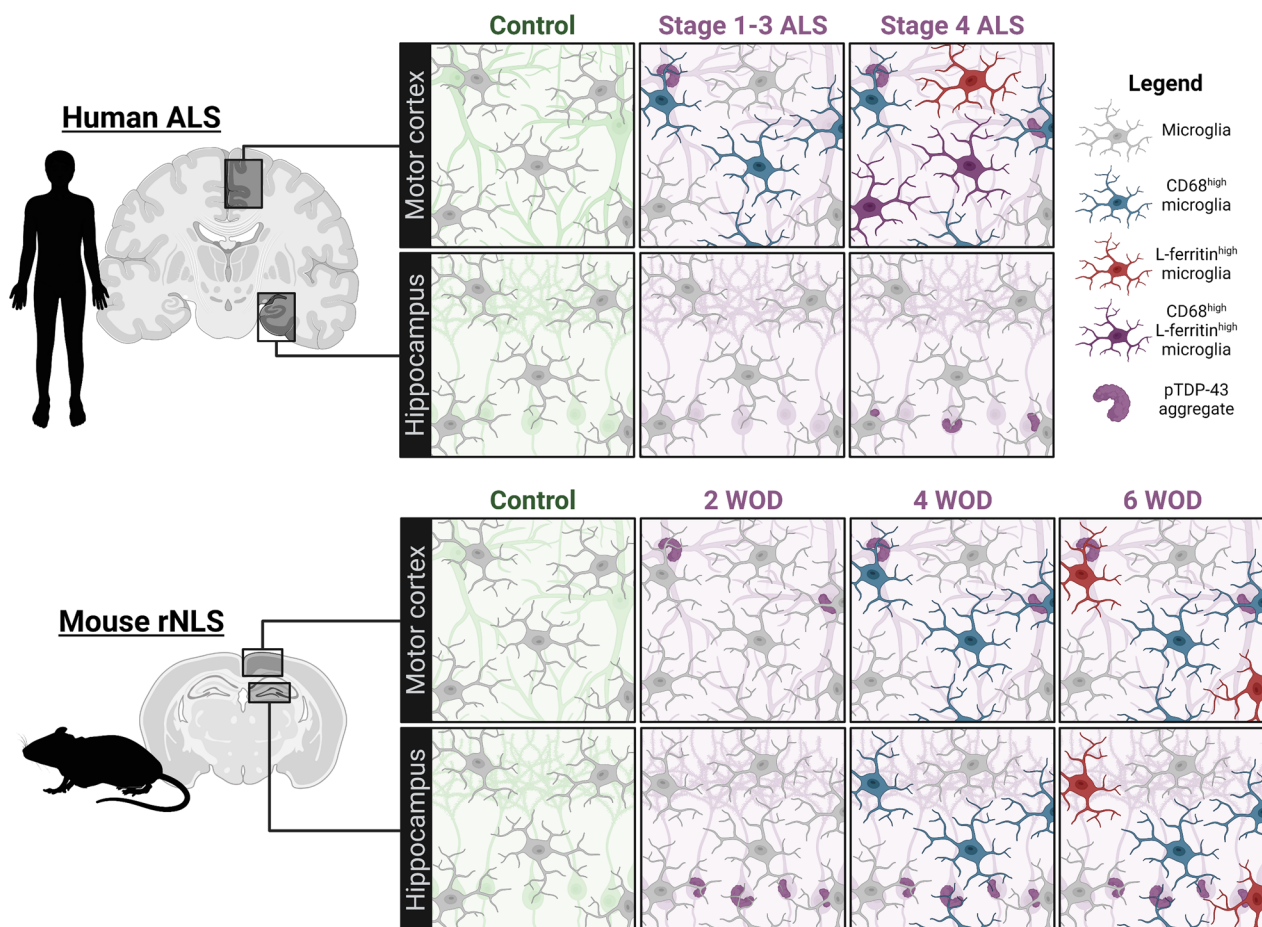 Control
Stage 1-3 ALS
Stage 4 ALS
Human ALS
Motor cortex
Hippocampus
Legend
Microglia
CD68high
microglia
L-ferritinhigh
microglia
CD68high
L-ferritinhigh
microglia
pTDP-43
aggregate
Control
2 WOD
4 WOD
6 WOD
Mouse rNLS
Motor cortex
Hippocampus